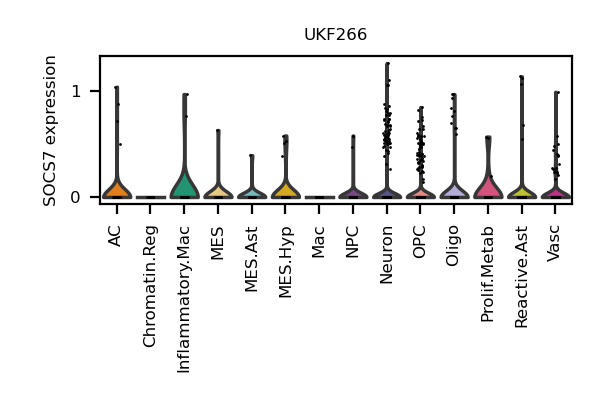 UKF266
SOCS7 expression
1
0
AC
Chromatin.Reg
Inflammatory.Mac
MES
MES.Ast
MES.Hyp
Mac
NPC
Neuron
OPC
Oligo
Prolif.Metab
Reactive.Ast
Vasc